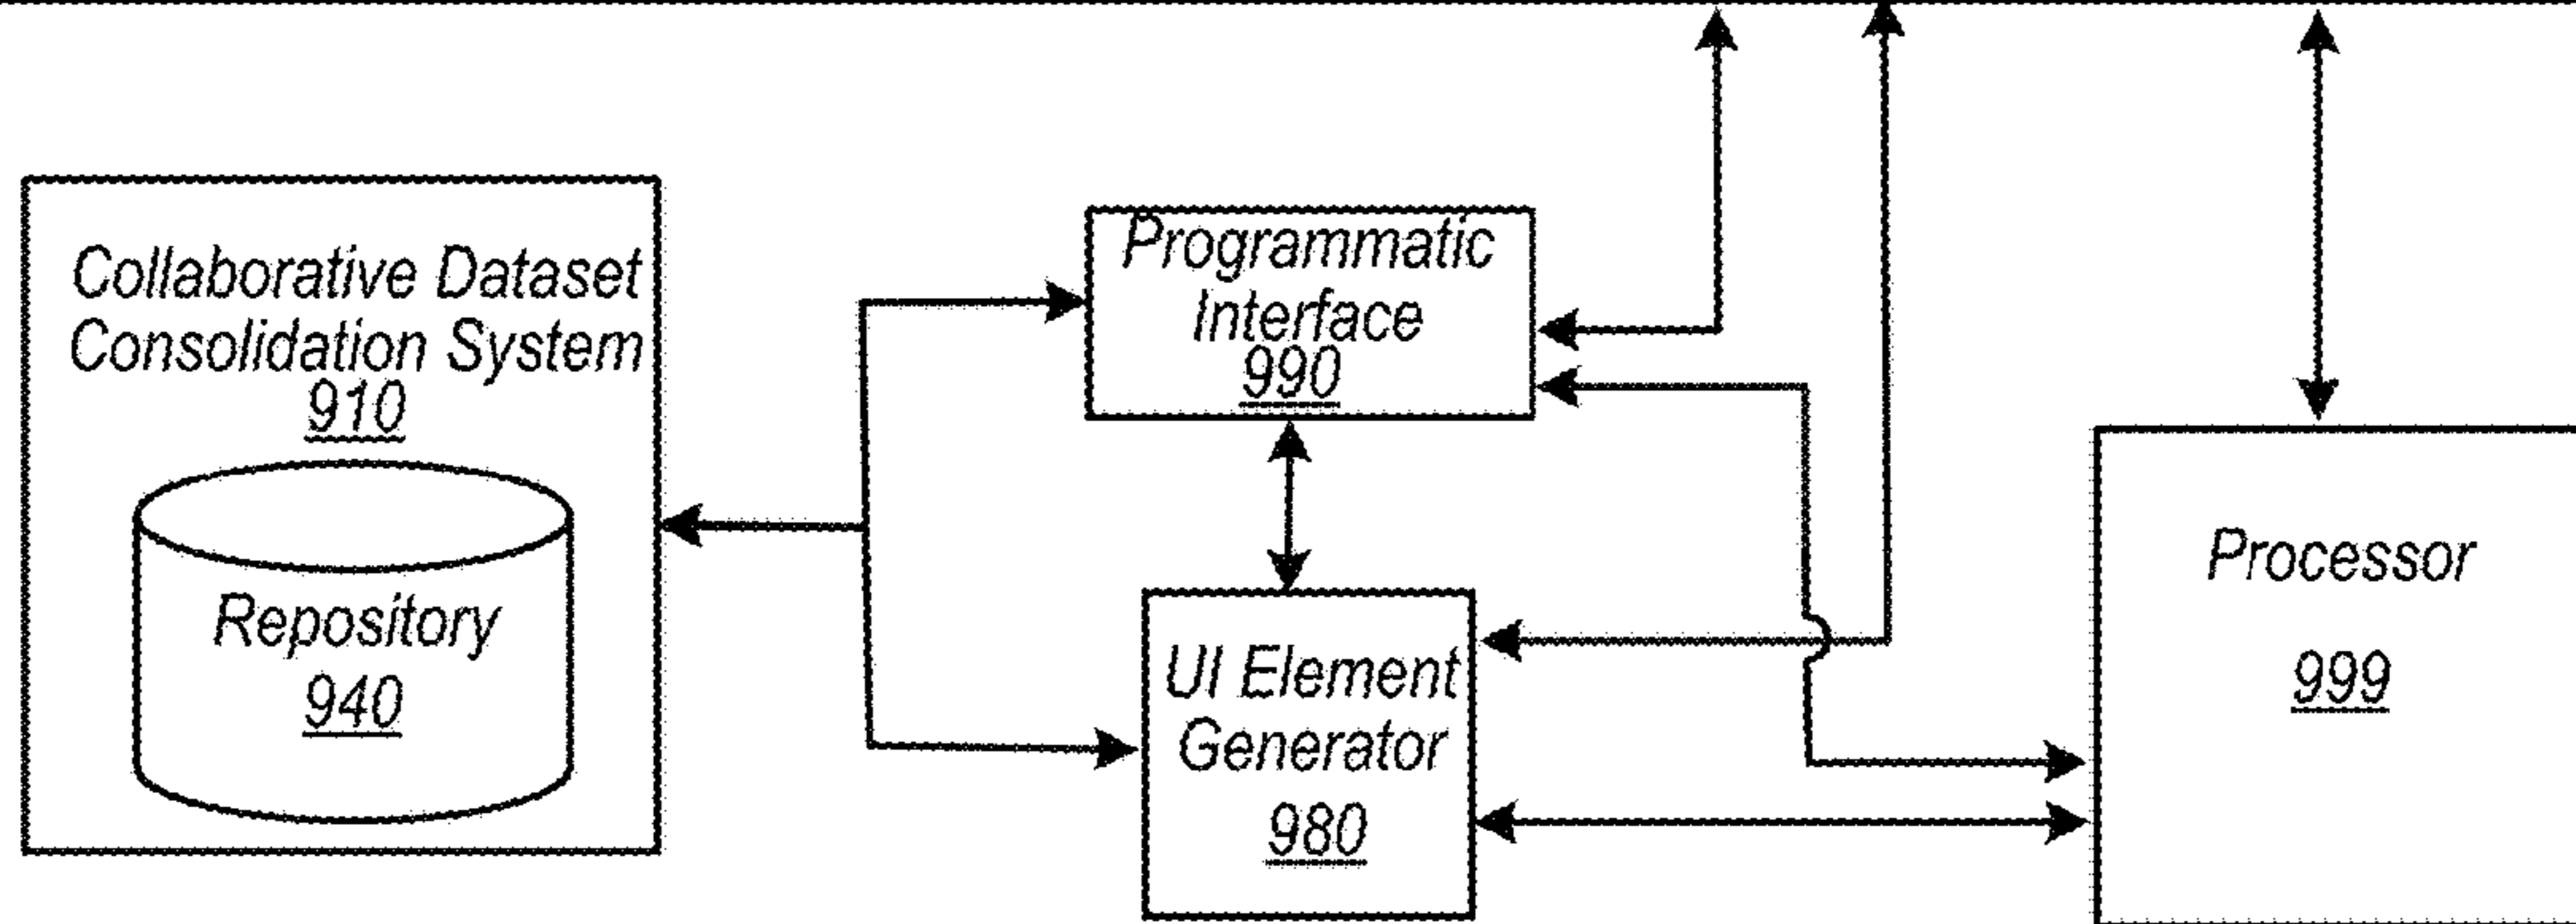 Collaborative Dataset
Consolidation System
910
Repository
940
Programmatic
Interface
990
UI Element
Generator
980
Processor
999